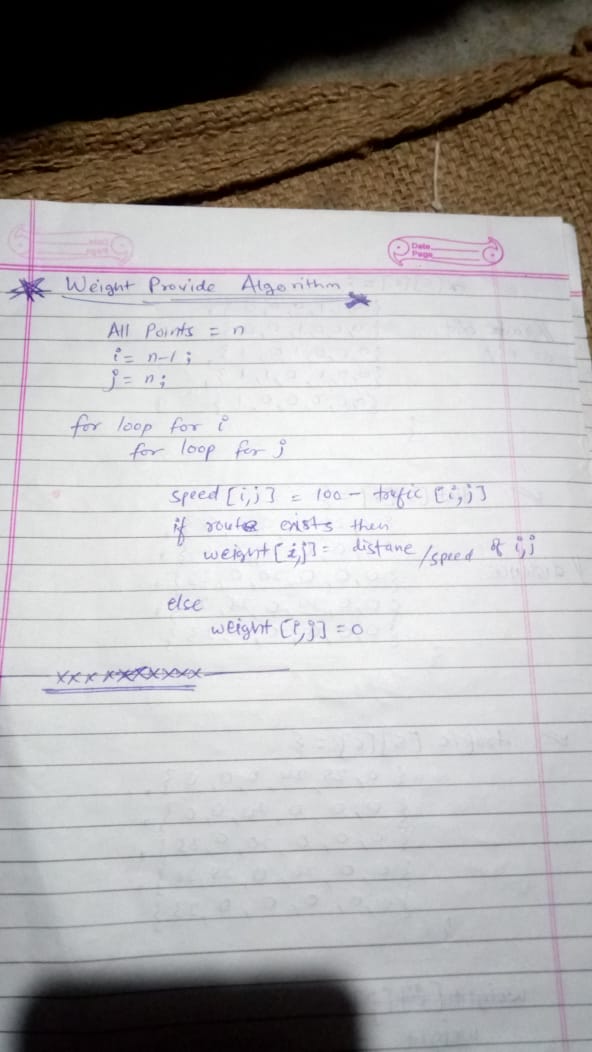 Date
Page
Weight Provide Algorithm
All Points = n
i = n-1 ;
j = n ;
for loop for i
for loop for j
speed [i,j] = 100 - trafic [i,j]
if route exists then
weight [i,j] = distane / speed of i,j
else
weight [i,j] = 0
xxxxxxxxxx